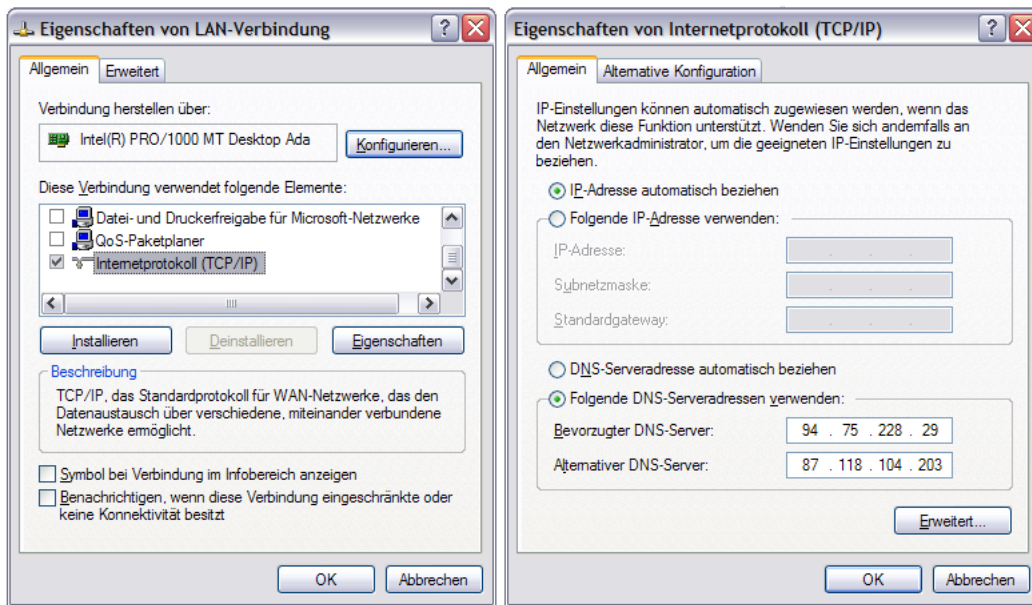 Eigenschaften von LAN-Verbindung
Allgemein
Erweitert
Verbindung herstellen über:
Intel(R) PRO/1000 MT Desktop Ada
Konfigurieren...
Diese Verbindung verwendet folgende Elemente:
Datei- und Druckerfreigabe für Microsoft-Netzwerke
QoS-Paketplaner
Internetprotokoll (TCP/IP)
Installieren
Deinstallieren
Eigenschaften
Beschreibung
TCP/IP, das Standardprotokoll für WAN-Netzwerke, das den
Datenaustausch über verschiedene, miteinander verbundene
Netzwerke ermöglicht.
Symbol bei Verbindung im Infobereich anzeigen
Benachrichtigen, wenn diese Verbindung eingeschränkte oder
keine Konnektivität besitzt
OK
Abbrechen
Eigenschaften von Internetprotokoll (TCP/IP)
Allgemein
Alternative Konfiguration
IP-Einstellungen können automatisch zugewiesen werden, wenn das
Netzwerk diese Funktion unterstützt. Wenden Sie sich andernfalls an
den Netzwerkadministrator, um die geeigneten IP-Einstellungen zu
beziehen.
IP-Adresse automatisch beziehen
Folgende IP-Adresse verwenden:
IP-Adresse:
Subnetzmaske:
Standardgateway:
DNS-Serveradresse automatisch beziehen
Folgende DNS-Serveradressen verwenden:
Bevorzugter DNS-Server: 94 . 75 . 228 . 29
Alternativer DNS-Server: 87 . 118 . 104 . 203
Erweitert...
OK
Abbrechen